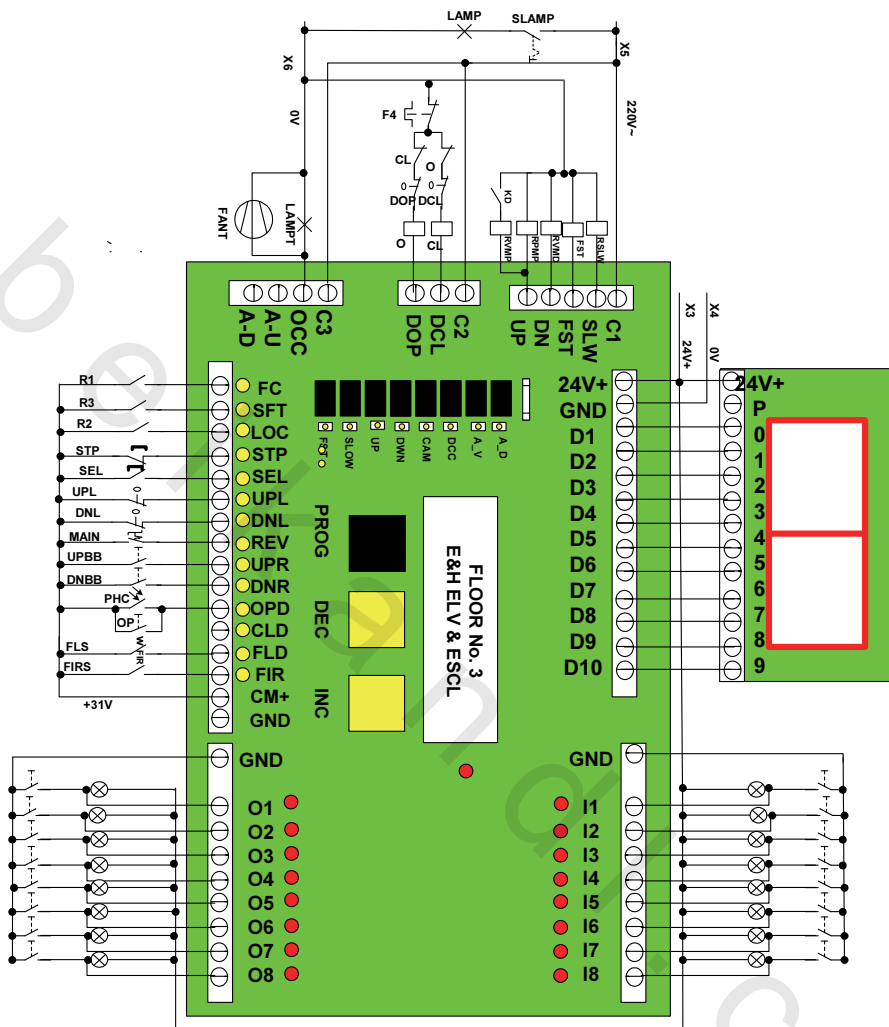 LAMP
SLAMP
X6
X5
0V
220V~
F4
CL
O
DOP
DCL
O
CL
KD
RVMP
RPMP
RVMD
FST
RSLW
FANT
LAMPT
A-D
A-U
OCC
C3
DOP
DCL
C2
UP
DN
FST
SLW
C1
X3
X4
24V+
0V
R1
R3
R2
STP
SEL
UPL
DNL
MAIN
UPBB
DNBB
PHC
OP
W.FIR
FLS
FIRS
+31V
FC
SFT
LOC
STP
SEL
UPL
DNL
REV
UPR
DNR
OPD
CLD
FLD
FIR
CM+
GND
FST
SLOW
UP
DWN
CAM
DCC
A_V
A_D
PROG
DEC
INC
FLOOR No. 3
E&H ELV & ESCL
24V+
GND
D1
D2
D3
D4
D5
D6
D7
D8
D9
D10
24V+
P
0
1
2
3
4
5
6
7
8
9
GND
O1
O2
O3
O4
O5
O6
O7
O8
GND
I1
I2
I3
I4
I5
I6
I7
I8